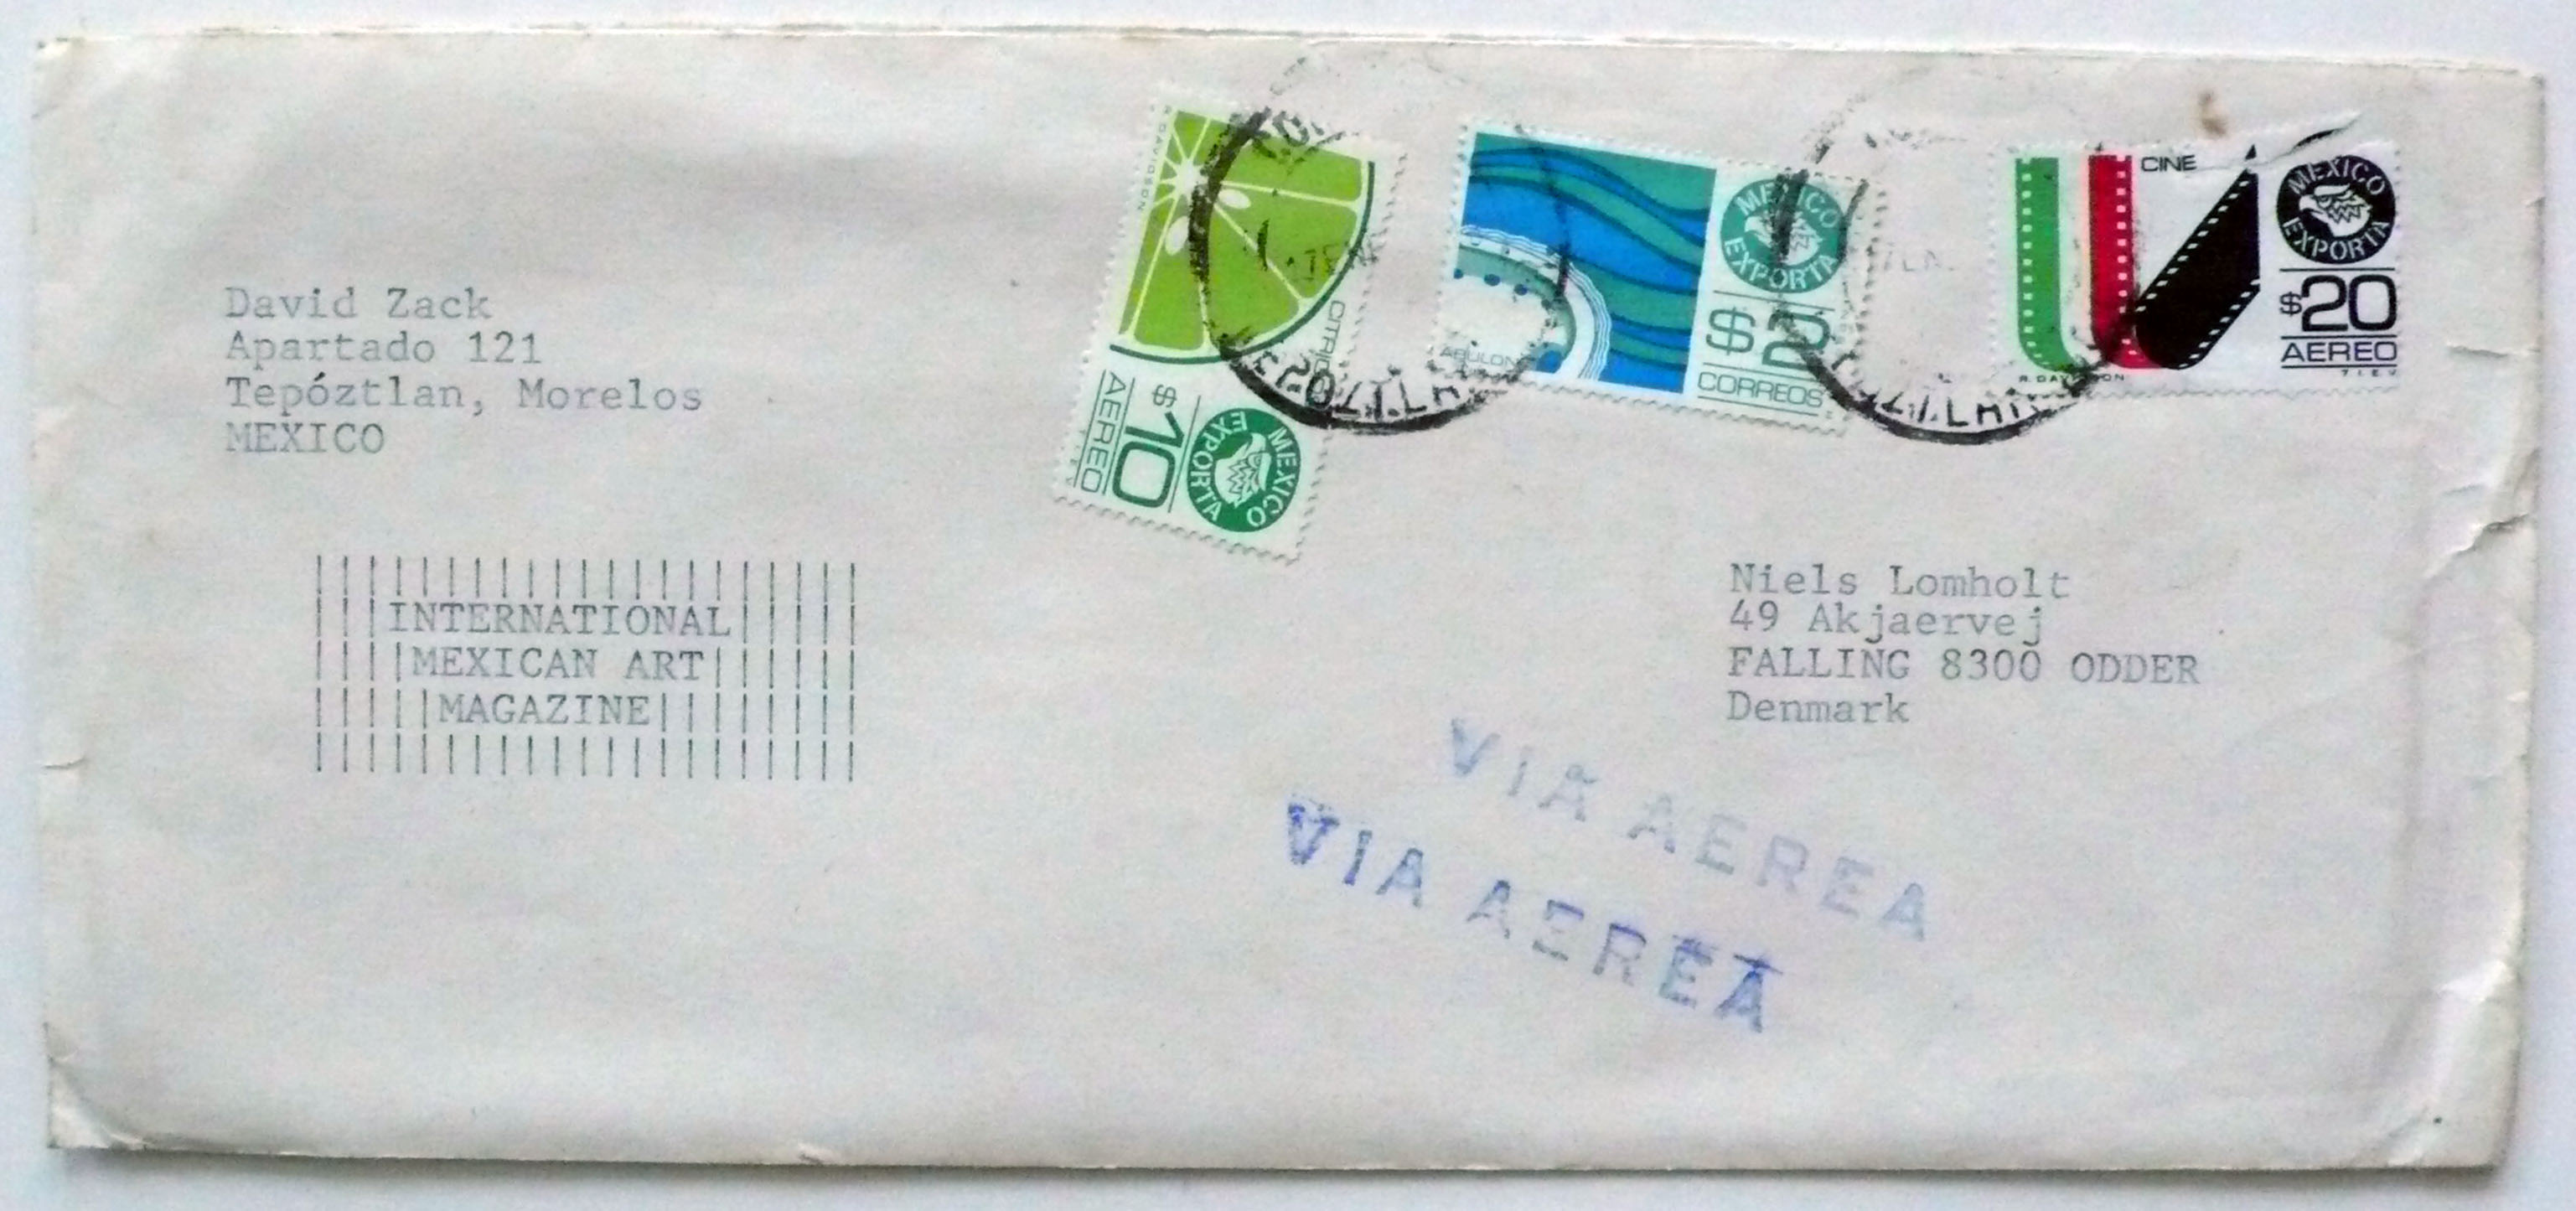 David Zack
Apartado 121
Tepóztlan, Morelos
MEXICO
||||||||||||||||||||||
|||INTERNATIONAL|||||
||||MEXICAN ART||||||
|||||MAGAZINE||||||||
|||||||||||||||||||||
R. DAVIDSON
CITRICOS
$10
AEREO
MEXICO
EXPORTA
ABULON
MEXICO
EXPORTA
$2
CORREOS
CINE
MEXICO
EXPORTA
$20
AEREO
R. DAVIDSON
T I E V
Niels Lomholt
49 Akjaervej
FALLING 8300 ODDER
Denmark
VIA AEREA
VIA AEREA